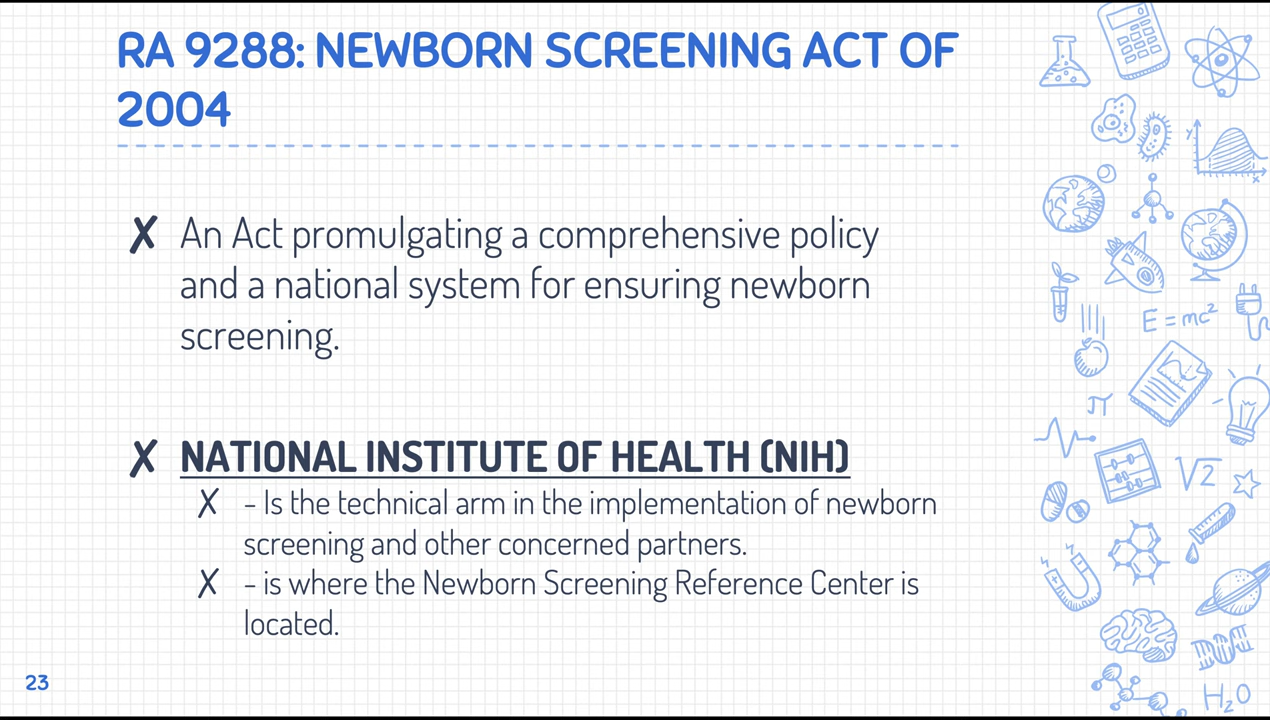 RA 9288: NEWBORN SCREENING ACT OF
2004
✗ An Act promulgating a comprehensive policy
and a national system for ensuring newborn
screening.
✗ NATIONAL INSTITUTE OF HEALTH (NIH)
✗ – Is the technical arm in the implementation of newborn
screening and other concerned partners.
✗ – is where the Newborn Screening Reference Center is
located.
23
y
x
E = mc²
π
√2
H₂O